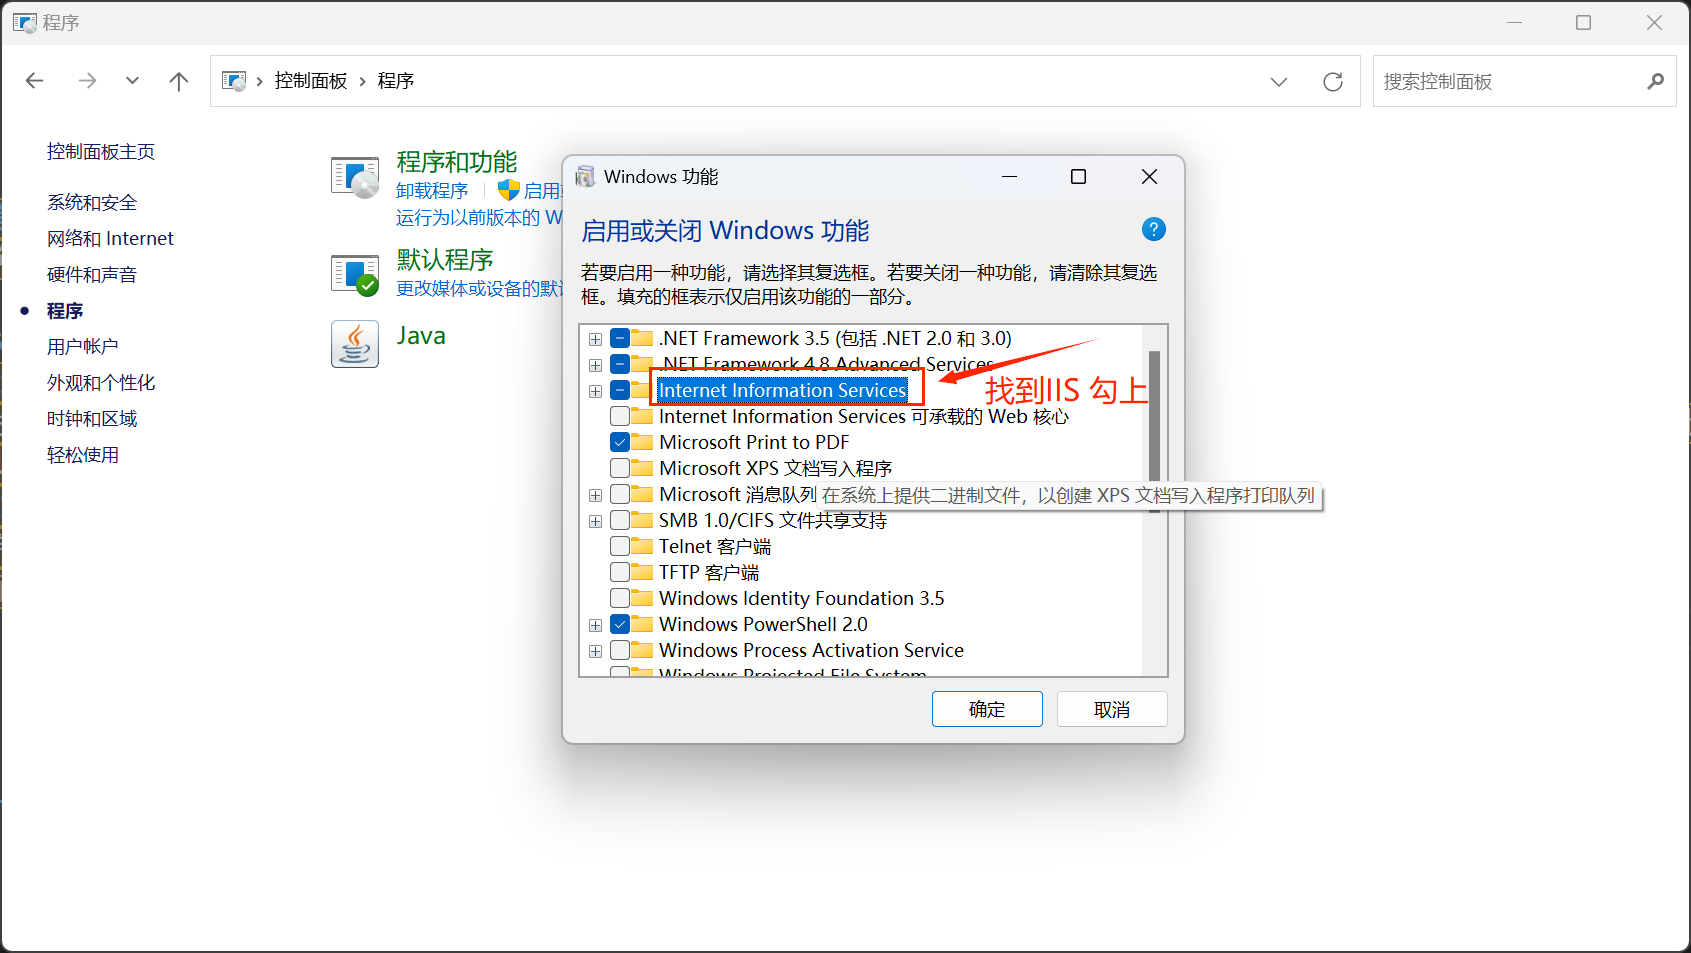 程序
控制面板 程序
搜索控制面板
控制面板主页
系统和安全
网络和 Internet
硬件和声音
程序
用户帐户
外观和个性化
时钟和区域
轻松使用
程序和功能
卸载程序 启用
运行为以前版本的 W
默认程序
更改媒体或设备的默
Java
Windows 功能
启用或关闭 Windows 功能
若要启用一种功能，请选择其复选框。若要关闭一种功能，请清除其复选
框。填充的框表示仅启用该功能的一部分。
.NET Framework 3.5 (包括 .NET 2.0 和 3.0)
.NET Framework 4.8 Advanced Services
Internet Information Services
找到IIS 勾上
Internet Information Services 可承载的 Web 核心
Microsoft Print to PDF
Microsoft XPS 文档写入程序
Microsoft 消息队列
在系统上提供二进制文件，以创建 XPS 文档写入程序打印队列
SMB 1.0/CIFS 文件共享支持
Telnet 客户端
TFTP 客户端
Windows Identity Foundation 3.5
Windows PowerShell 2.0
Windows Process Activation Service
Windows Projected File System
确定
取消